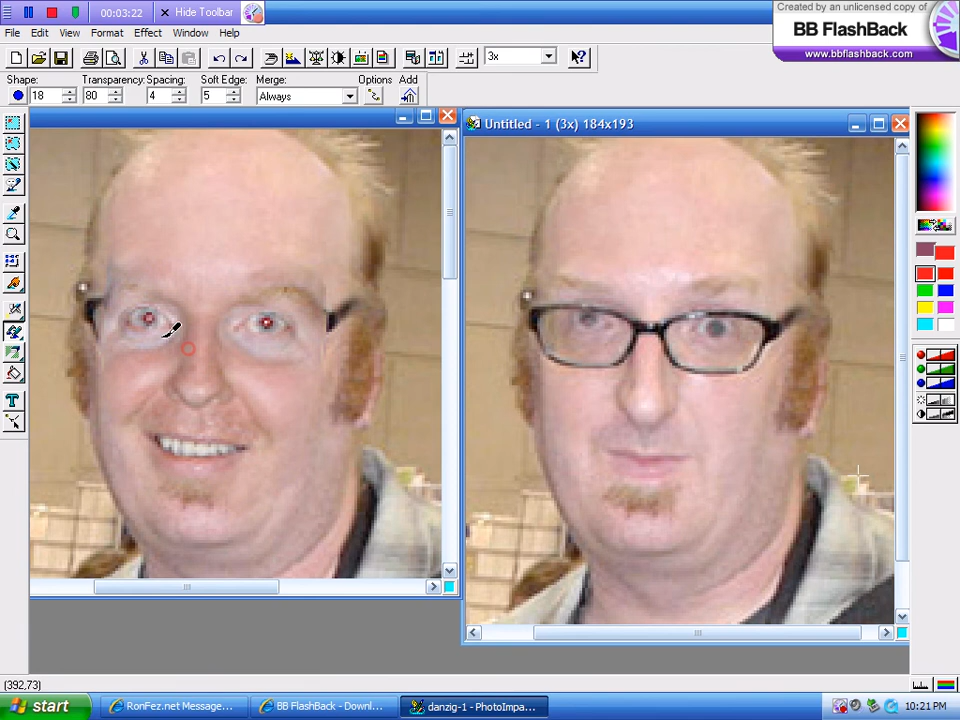 00:03:22
Hide Toolbar
Created by an unlicensed copy of
BB FlashBack
www.bbflashback.com
File Edit View Format Effect Window Help
3x
Shape: Transparency: Spacing: Soft Edge: Merge: Options Add
18 80 4 5 Always
Untitled - 1 (3x) 184x193
T
(392,73)
start
RonFez.net Message...
BB FlashBack - Downl...
danzig-1 - PhotoImpa...
10:21 PM